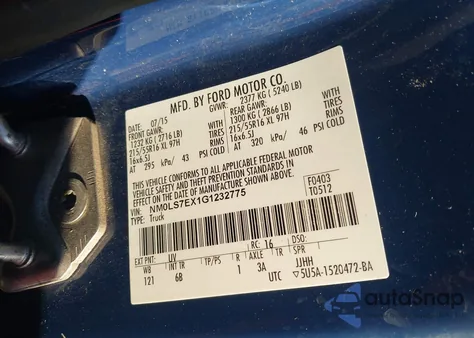 MFD. BY FORD MOTOR CO.
DATE: 07/15 GVWR: 2377 KG ( 5240 LB)
FRONT GAWR: REAR GAWR:
1232 KG (2716 LB) 1300 KG (2866 LB)
WITH WITH
215/55R16 XL 97H TIRES 215/55R16 XL 97H TIRES
16x6.5J RIMS 16x6.5J RIMS
AT 295 kPa/ 43 PSI COLD AT 320 kPa/ 46 PSI COLD
THIS VEHICLE CONFORMS TO ALL APPLICABLE FEDERAL MOTOR
VEHICLE SAFETY AND THEFT PREVENTION STANDARDS IN
EFFECT ON THE DATE OF MANUFACTURE SHOWN ABOVE.
VIN: NM0LS7EX1G1232775
TYPE: Truck
F0403
T0512
EXT PNT: UV RC: 16 DSO:
WB INT TR TP/PS R AXLE TR SPR
121 6B 1 3A JJHH
UTC 5U5A-1520472-BA
autoSnap